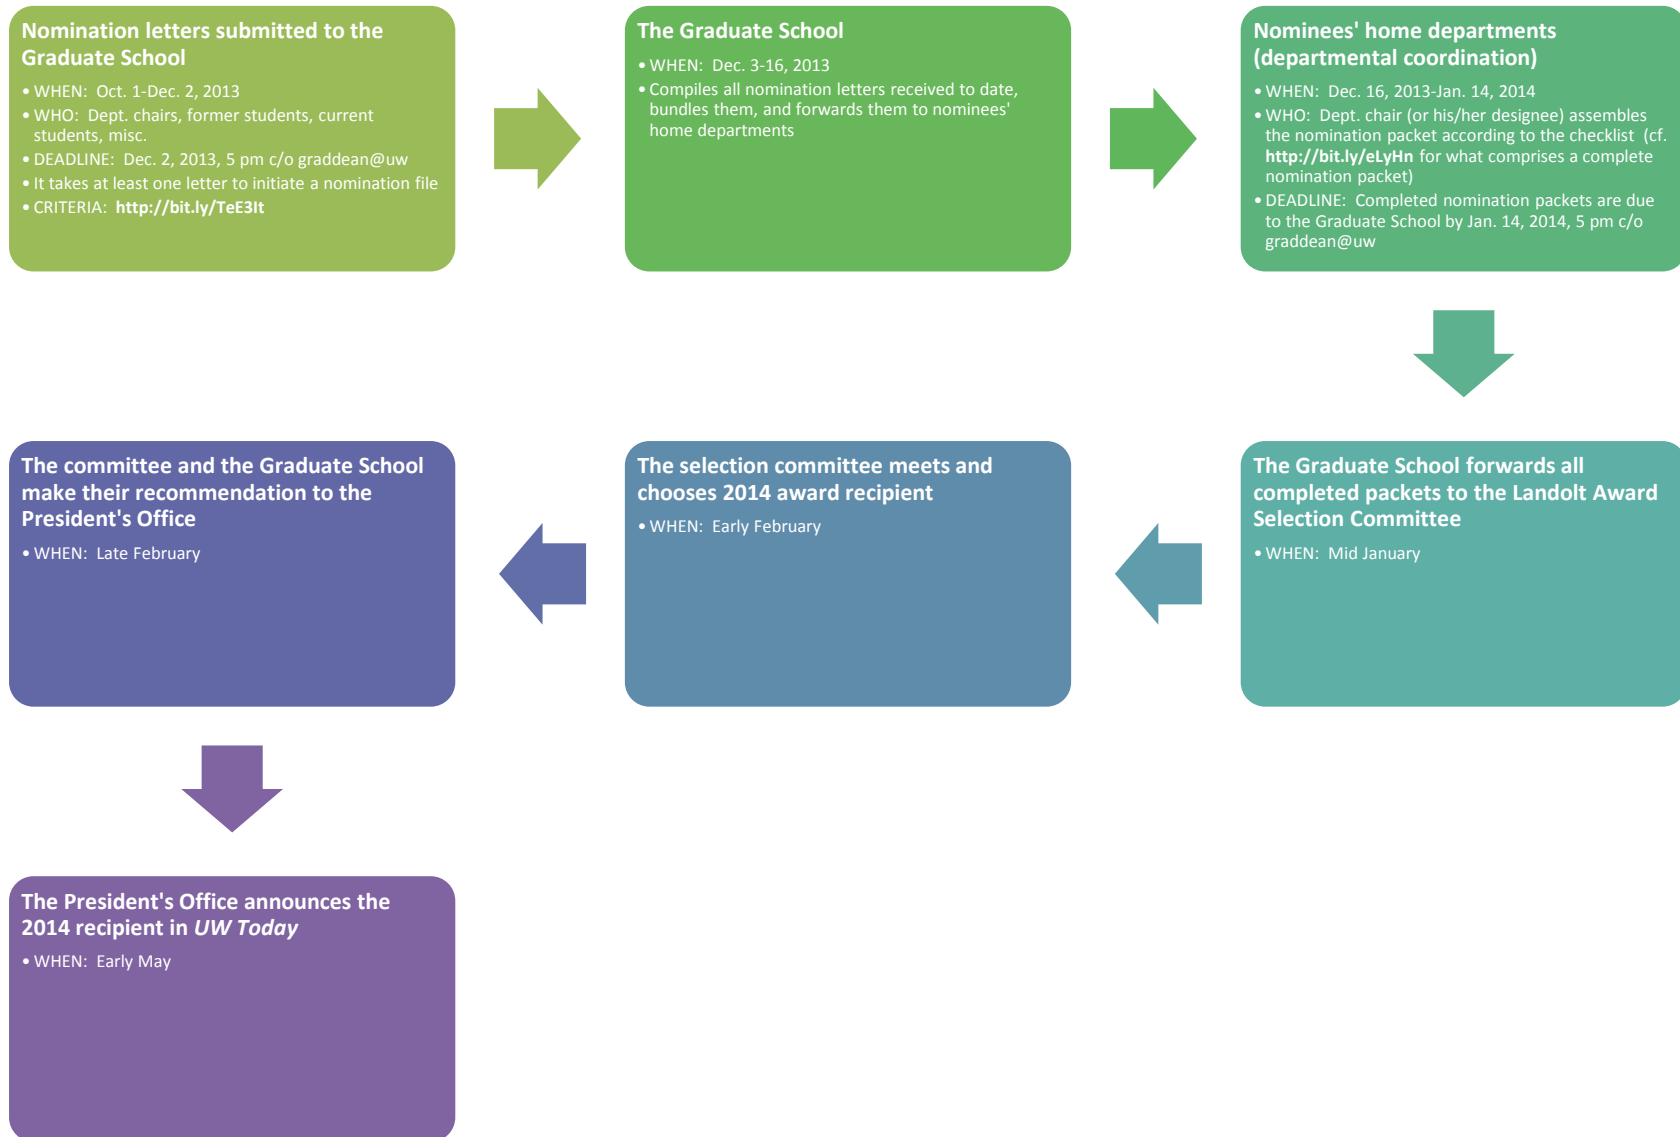 Nomination letters submitted to the
Graduate School
• WHEN: Oct. 1-Dec. 2, 2013
• WHO: Dept. chairs, former students, current
students, misc.
• DEADLINE: Dec. 2, 2013, 5 pm c/o graddean@uw
• It takes at least one letter to initiate a nomination file
• CRITERIA: http://bit.ly/TeE3It
The Graduate School
• WHEN: Dec. 3-16, 2013
• Compiles all nomination letters received to date,
bundles them, and forwards them to nominees'
home departments
Nominees' home departments
(departmental coordination)
• WHEN: Dec. 16, 2013-Jan. 14, 2014
• WHO: Dept. chair (or his/her designee) assembles
the nomination packet according to the checklist (cf.
http://bit.ly/eLyHn for what comprises a complete
nomination packet)
• DEADLINE: Completed nomination packets are due
to the Graduate School by Jan. 14, 2014, 5 pm c/o
graddean@uw
The Graduate School forwards all
completed packets to the Landolt Award
Selection Committee
• WHEN: Mid January
The selection committee meets and
chooses 2014 award recipient
• WHEN: Early February
The committee and the Graduate School
make their recommendation to the
President's Office
• WHEN: Late February
The President's Office announces the
2014 recipient in UW Today
• WHEN: Early May